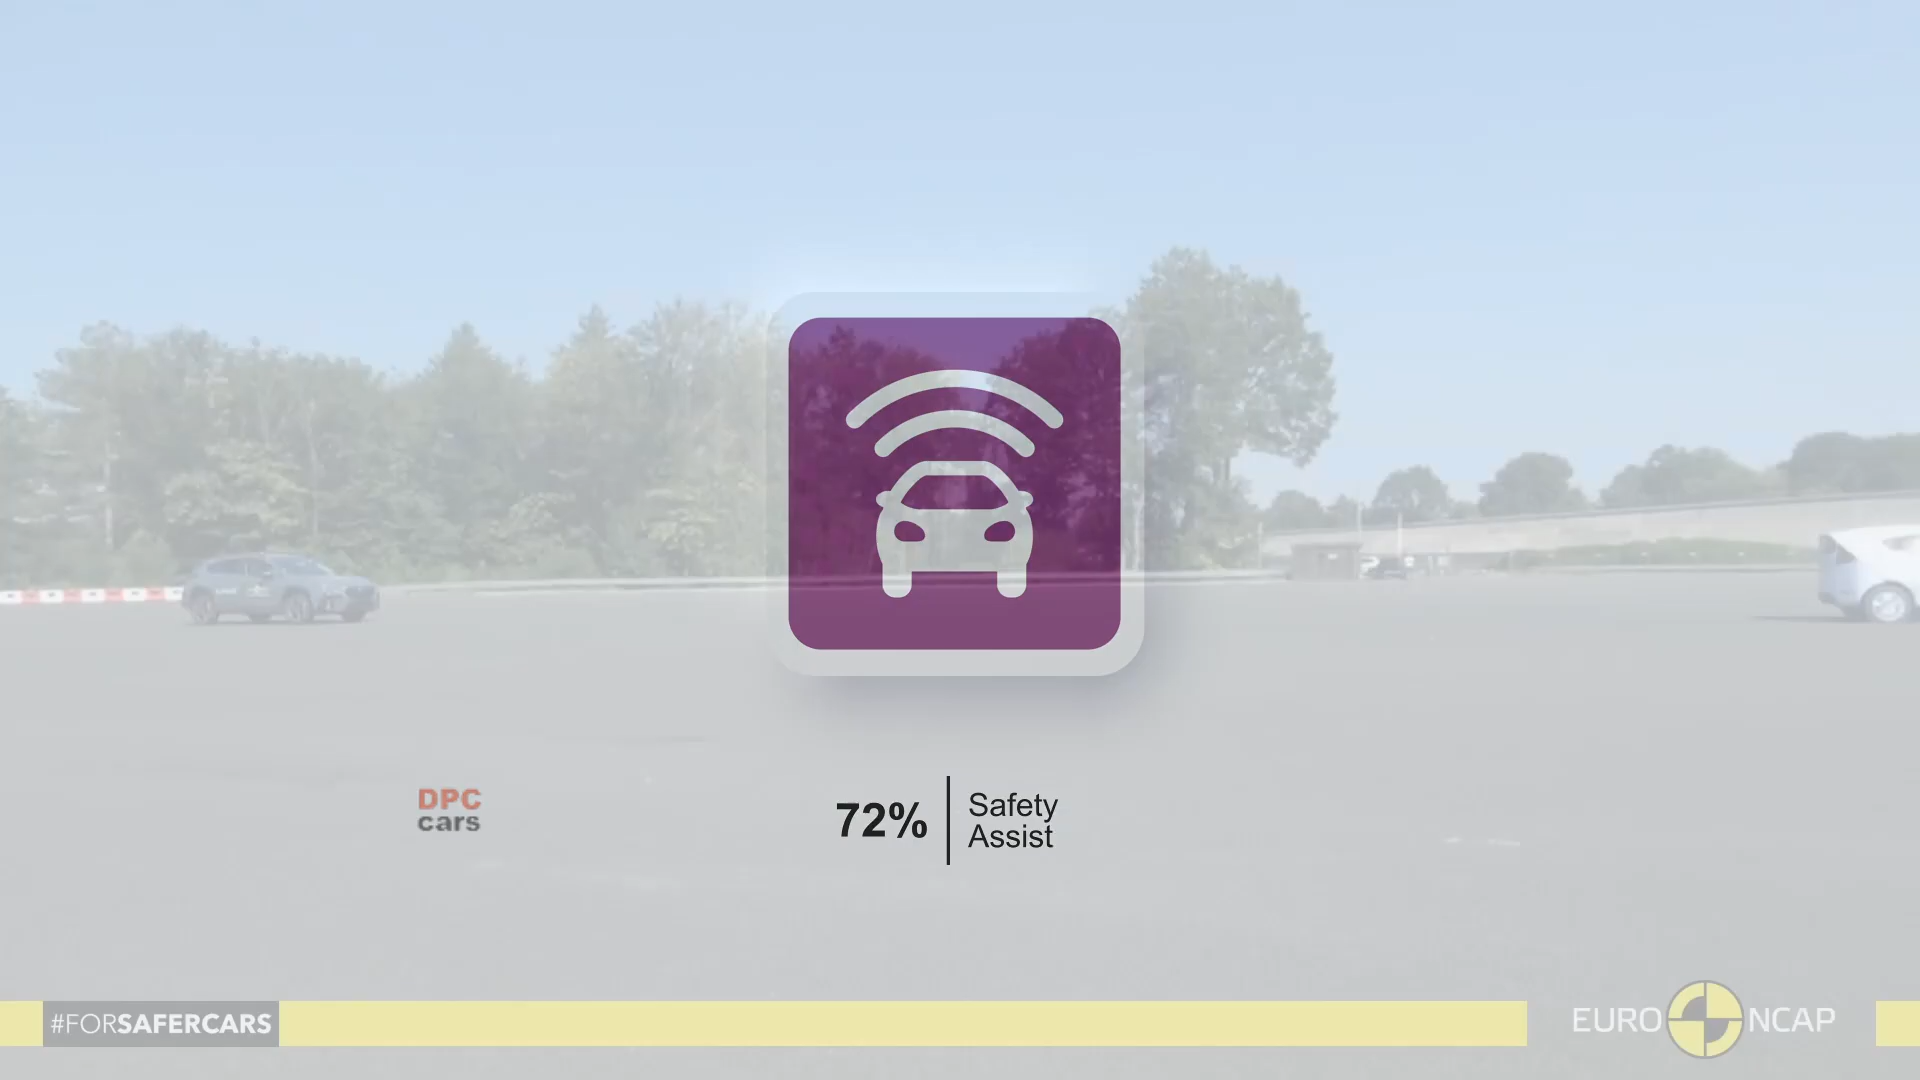 DPC
cars
72%
Safety
Assist
#FORSAFERCARS
EURO NCAP